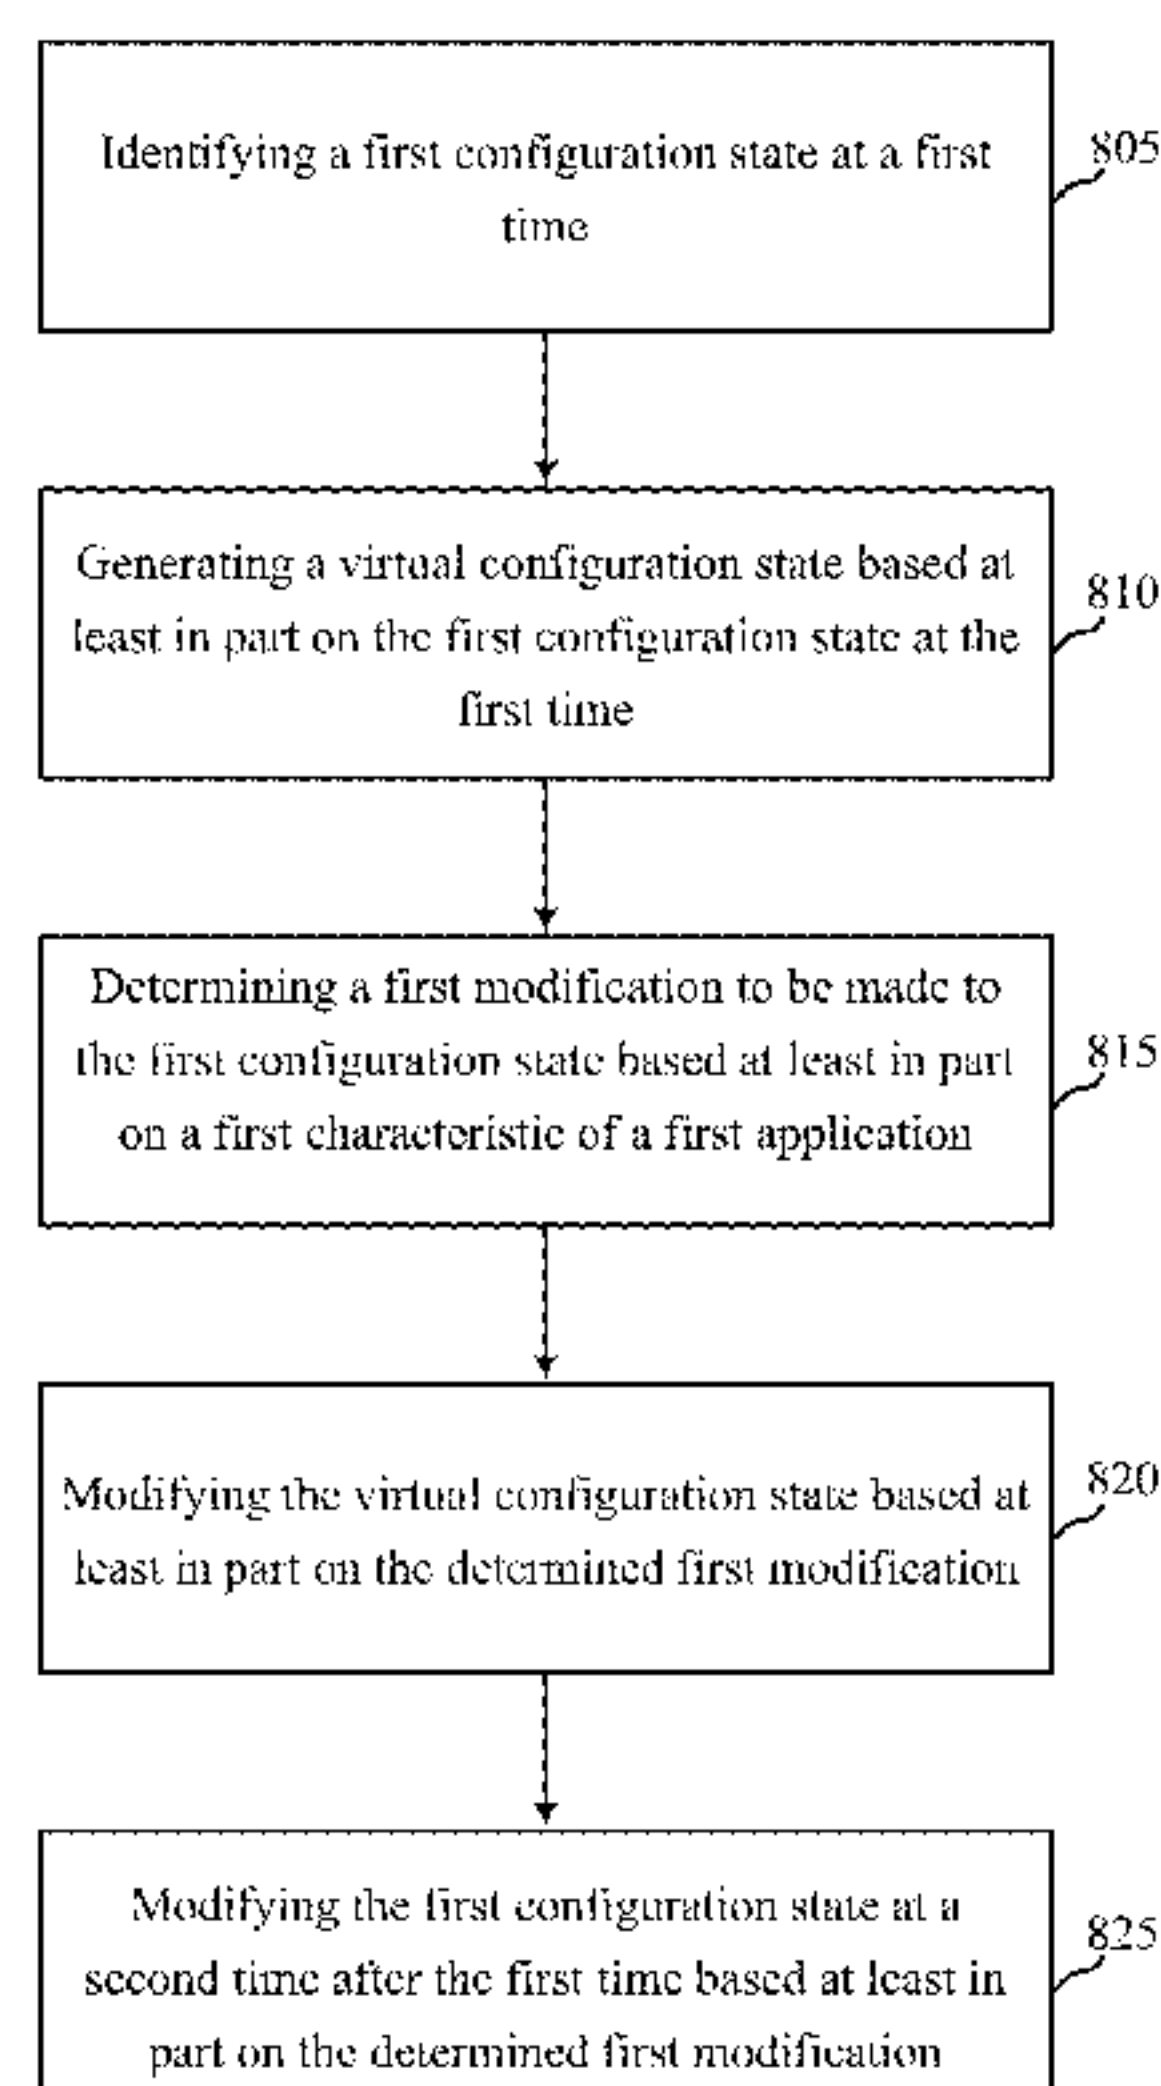 Identifying a first configuration state at a first
time
805
Generating a virtual configuration state based at
least in part on the first configuration state at the
first time
810
Determining a first modification to be made to
the first configuration state based at least in part
on a first characteristic of a first application
815
Modifying the virtual configuration state based at
least in part on the determined first modification
820
Modifying the first configuration state at a
second time after the first time based at least in
part on the determined first modification
825